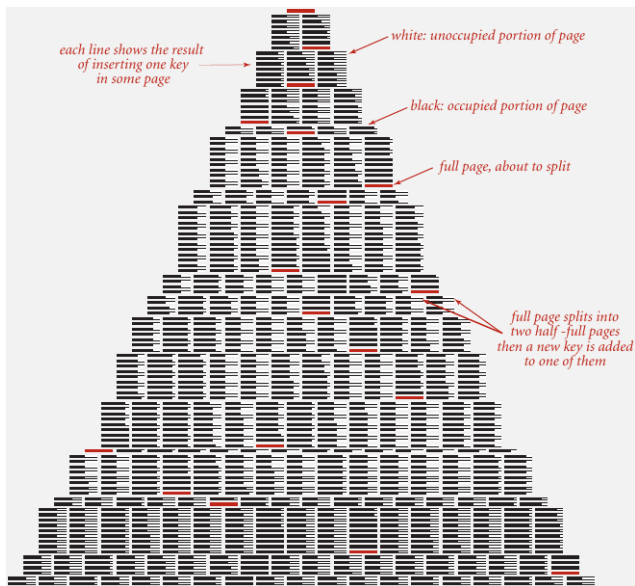 each line shows the result
of inserting one key
in some page
white: unoccupied portion of page
black: occupied portion of page
full page, about to split
full page splits into
two half -full pages
then a new key is added
to one of them